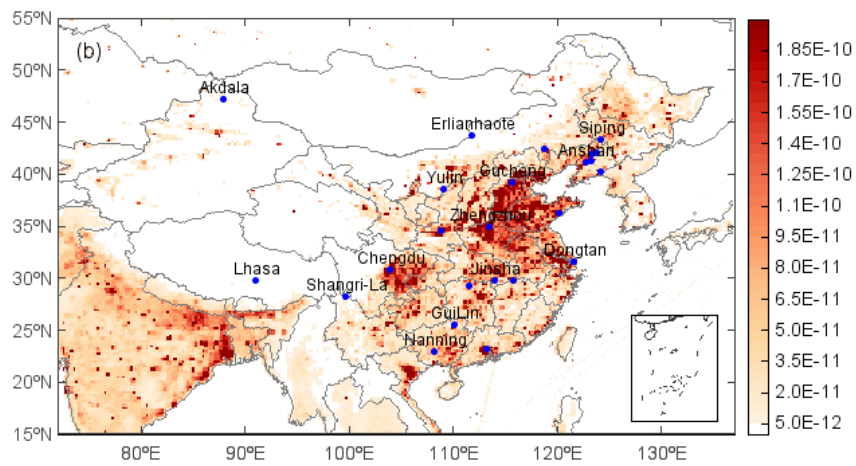 55ºN
(b)
1.85E-10
Akdala
50ºN
1.7E-10
45ºN
Erlianhaote
Siping
1.55E-10
Anshan
1.4E-10
40ºN
Yulin
Gucheng
1.25E-10
35ºN
Zhengzhou
1.1E-10
9.5E-11
30ºN
Lhasa
Chengdu
Jinsha
Dongtan
8.0E-11
Shangri-La
6.5E-11
25ºN
GuiLin
5.0E-11
Nanning
3.5E-11
20ºN
2.0E-11
15ºN
5.0E-12
80ºE 90ºE 100ºE 110ºE 120ºE 130ºE